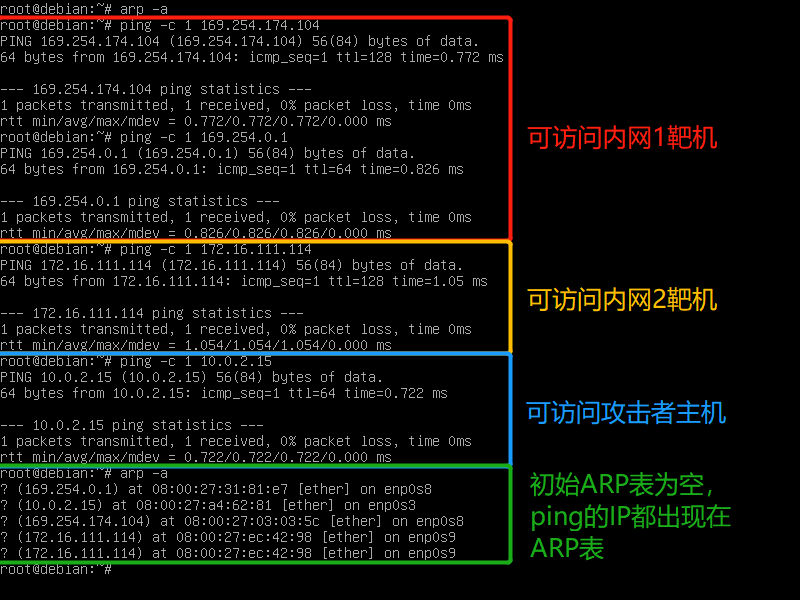 root@debian:~# arp -a
root@debian:~# ping -c 1 169.254.174.104
PING 169.254.174.104 (169.254.174.104) 56(84) bytes of data.
64 bytes from 169.254.174.104: icmp_seq=1 ttl=128 time=0.772 ms
--- 169.254.174.104 ping statistics ---
1 packets transmitted, 1 received, 0% packet loss, time 0ms
rtt min/avg/max/mdev = 0.772/0.772/0.772/0.000 ms
root@debian:~# ping -c 1 169.254.0.1
PING 169.254.0.1 (169.254.0.1) 56(84) bytes of data.
64 bytes from 169.254.0.1: icmp_seq=1 ttl=64 time=0.826 ms
--- 169.254.0.1 ping statistics ---
1 packets transmitted, 1 received, 0% packet loss, time 0ms
rtt min/avg/max/mdev = 0.826/0.826/0.826/0.000 ms
可访问内网1靶机
root@debian:~# ping -c 1 172.16.111.114
PING 172.16.111.114 (172.16.111.114) 56(84) bytes of data.
64 bytes from 172.16.111.114: icmp_seq=1 ttl=128 time=1.05 ms
--- 172.16.111.114 ping statistics ---
1 packets transmitted, 1 received, 0% packet loss, time 0ms
rtt min/avg/max/mdev = 1.054/1.054/1.054/0.000 ms
可访问内网2靶机
root@debian:~# ping -c 1 10.0.2.15
PING 10.0.2.15 (10.0.2.15) 56(84) bytes of data.
64 bytes from 10.0.2.15: icmp_seq=1 ttl=64 time=0.722 ms
--- 10.0.2.15 ping statistics ---
1 packets transmitted, 1 received, 0% packet loss, time 0ms
rtt min/avg/max/mdev = 0.722/0.722/0.722/0.000 ms
可访问攻击者主机
root@debian:~# arp -a
? (169.254.0.1) at 08:00:27:31:81:e7 [ether] on enp0s8
? (10.0.2.15) at 08:00:27:a4:62:81 [ether] on enp0s3
? (169.254.174.104) at 08:00:27:03:03:5c [ether] on enp0s8
? (172.16.111.114) at 08:00:27:ec:42:98 [ether] on enp0s9
? (172.16.111.114) at 08:00:27:ec:42:98 [ether] on enp0s9
root@debian:~#
初始ARP表为空，
ping的IP都出现在
ARP表